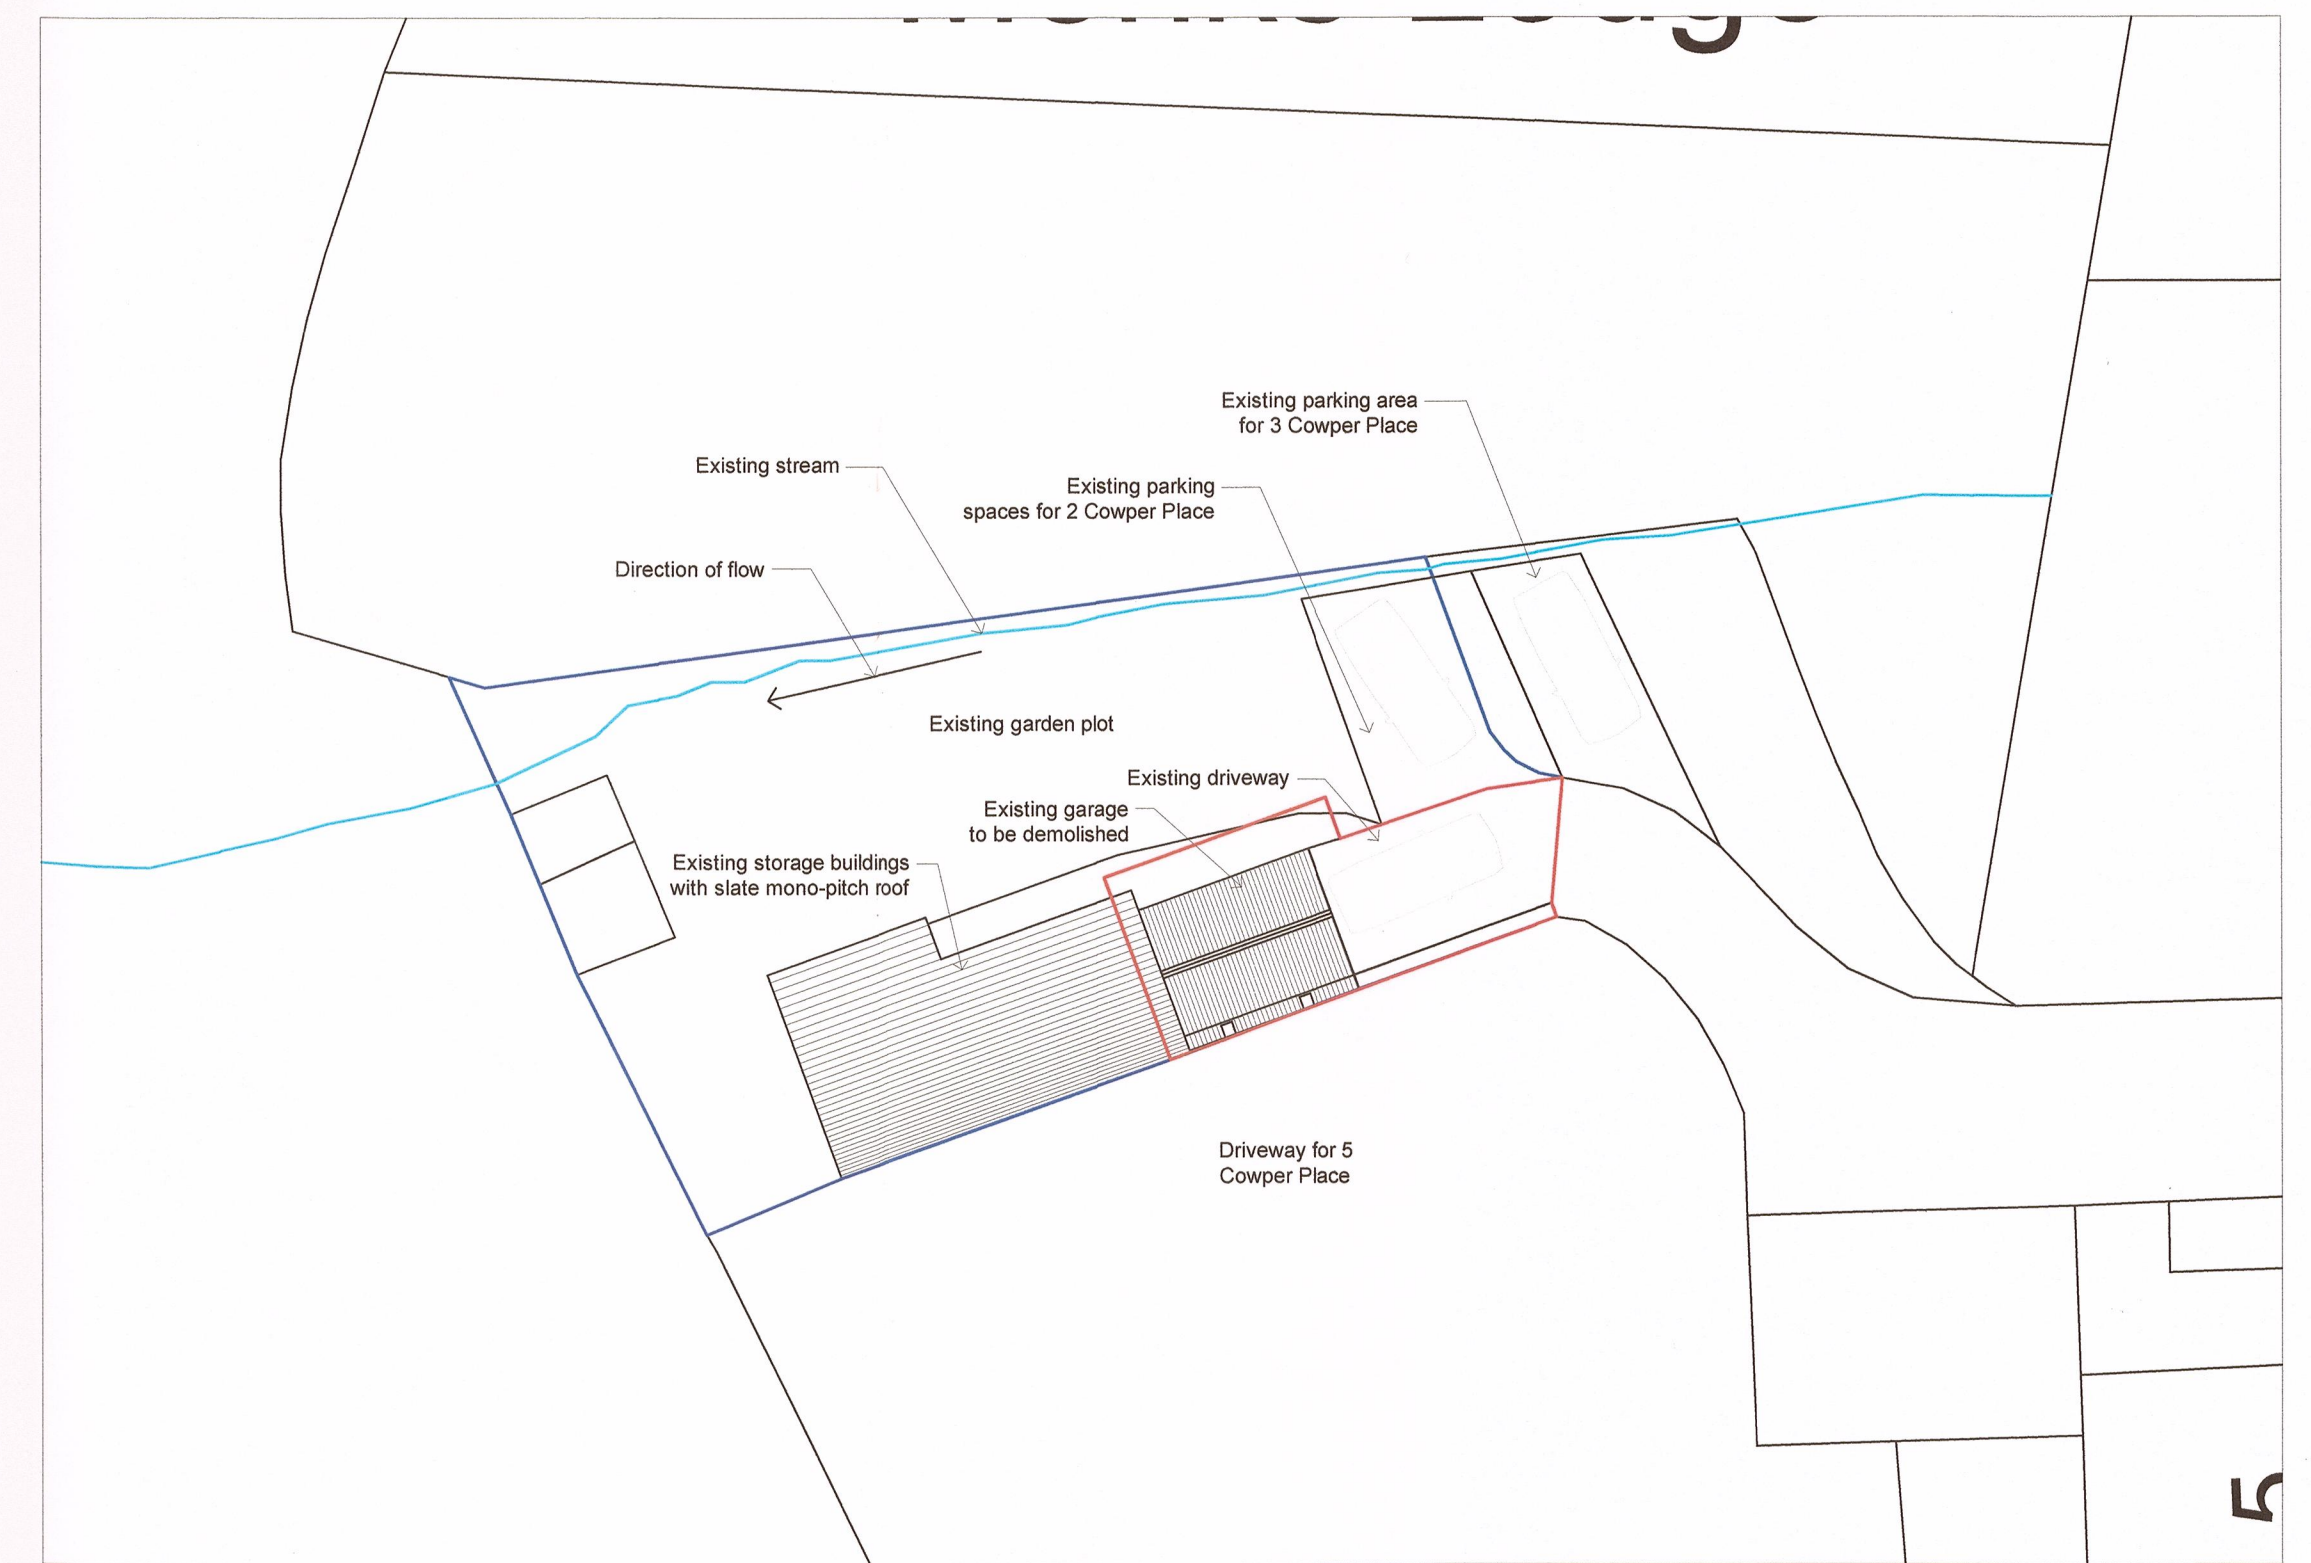 Existing parking area
for 3 Cowper Place
Existing stream
Existing parking
spaces for 2 Cowper Place
Direction of flow
Existing garden plot
Existing driveway
Existing garage
to be demolished
Existing storage buildings
with slate mono-pitch roof
Driveway for 5
Cowper Place
5